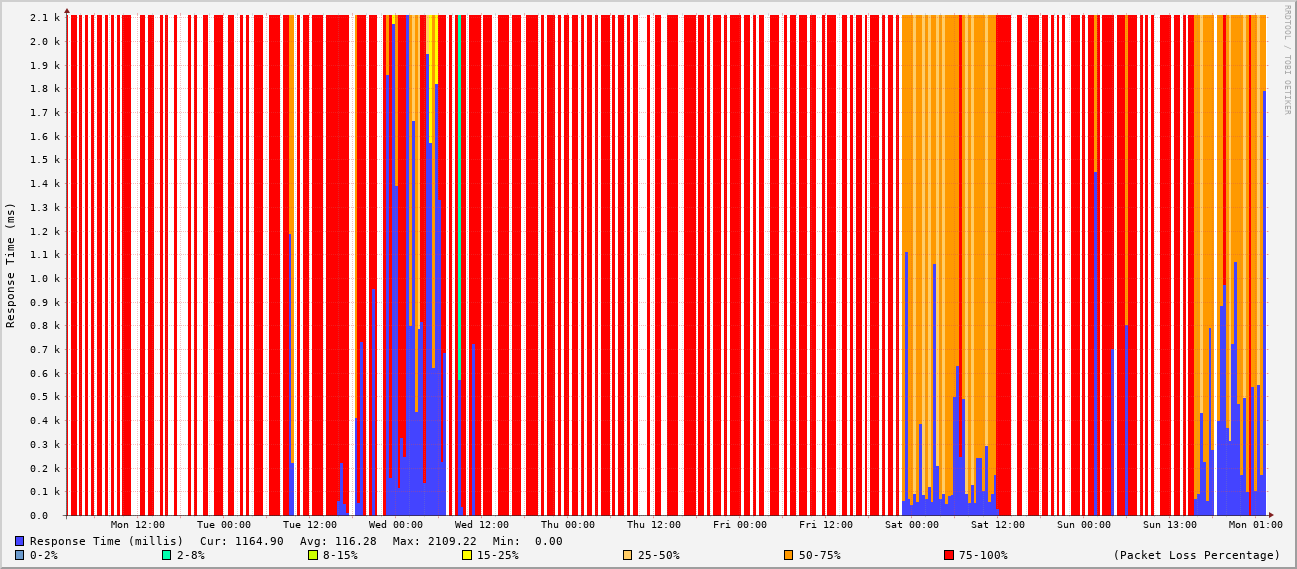 2.1 k
2.0 k
1.9 k
1.8 k
1.7 k
1.6 k
1.5 k
1.4 k
1.3 k
1.2 k
1.1 k
1.0 k
0.9 k
0.8 k
0.7 k
0.6 k
0.5 k
0.4 k
0.3 k
0.2 k
0.1 k
0.0
Response Time (ms)
RRDTOOL / TOBI OETIKER
Mon 12:00 Tue 00:00 Tue 12:00 Wed 00:00 Wed 12:00 Thu 00:00 Thu 12:00 Fri 00:00 Fri 12:00 Sat 00:00 Sat 12:00 Sun 00:00 Sun 13:00 Mon 01:00
Response Time (millis) Cur: 1164.90 Avg: 116.28 Max: 2109.22 Min: 0.00
0-2% 2-8% 8-15% 15-25% 25-50% 50-75% 75-100% (Packet Loss Percentage)